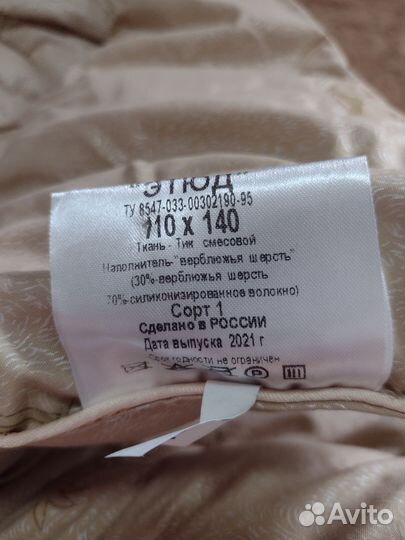 "ЭТЮД"
ТУ 8547-033-00302190-95
110 х 140
Ткань - Тик смесовой
Наполнитель-"верблюжья шерсть"
(30%-верблюжья шерсть
70%-силиконизированное волокно)
Сорт 1
Сделано в РОССИИ
Дата выпуска 2021 г
Срок годности не ограничен
Avito